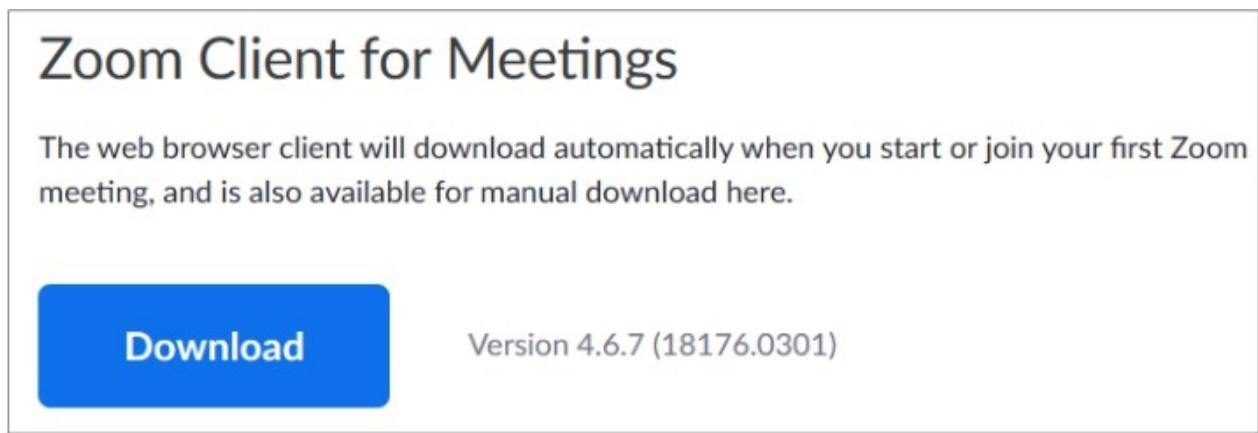 Zoom Client for Meetings
The web browser client will download automatically when you start or join your first Zoom
meeting, and is also available for manual download here.
Download
Version 4.6.7 (18176.0301)